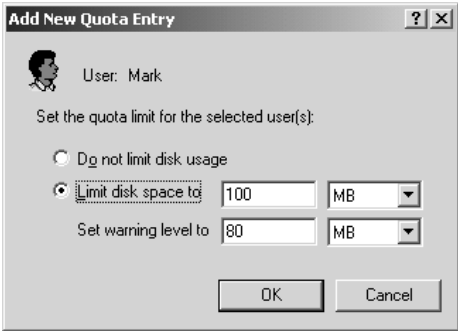 Add New Quota Entry
User: Mark
Set the quota limit for the selected user(s):
Do not limit disk usage
Limit disk space to 100 MB
Set warning level to 80 MB
OK Cancel